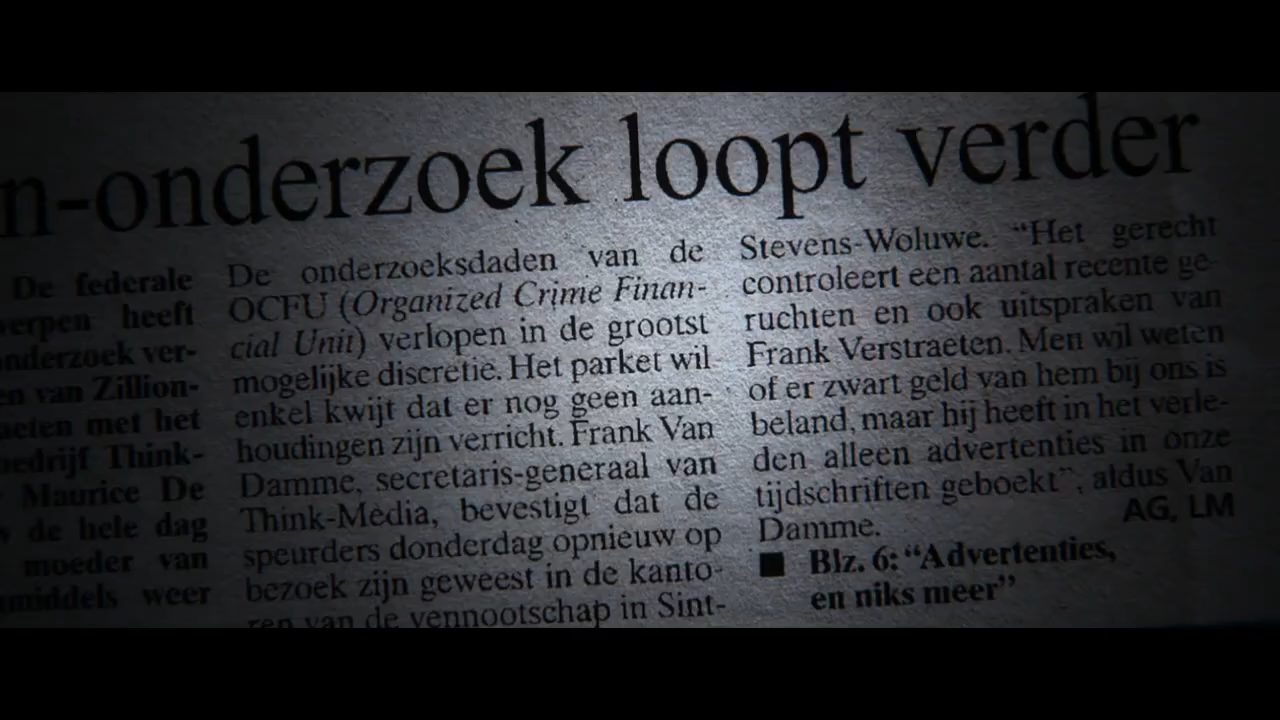 n-onderzoek loopt verder
De federale
verpen heeft
onderzoek ver-
en van Zillion-
aeten met het
bedrijf Think-
Maurice De
de hele dag
moeder van
middels weer
De onderzoeksdaden van de
OCFU (Organized Crime Finan-
cial Unit) verlopen in de grootst
mogelijke discretie. Het parket wil
enkel kwijt dat er nog geen aan-
houdingen zijn verricht. Frank Van
Damme, secretaris-generaal van
Think-Media, bevestigt dat de
speurders donderdag opnieuw op
bezoek zijn geweest in de kanto-
ren van de vennootschap in Sint-
Stevens-Woluwe. “Het gerecht
controleert een aantal recente ge-
ruchten en ook uitspraken van
Frank Verstraeten. Men wil weten
of er zwart geld van hem bij ons is
beland, maar hij heeft in het verle-
den alleen advertenties in onze
tijdschriften geboekt”, aldus Van
Damme.
AG, LM
■ Blz. 6: “Advertenties,
en niks meer”